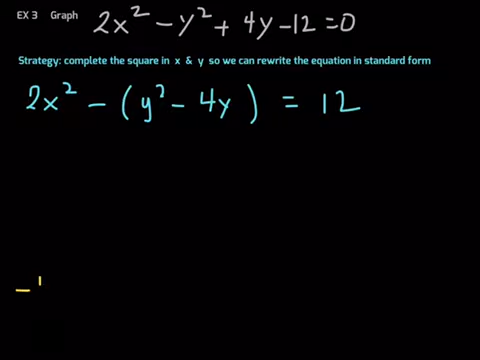 EX 3 Graph 2x² - y² + 4y - 12 = 0
Strategy: complete the square in x & y so we can rewrite the equation in standard form
2x² - (y² - 4y) = 12
-